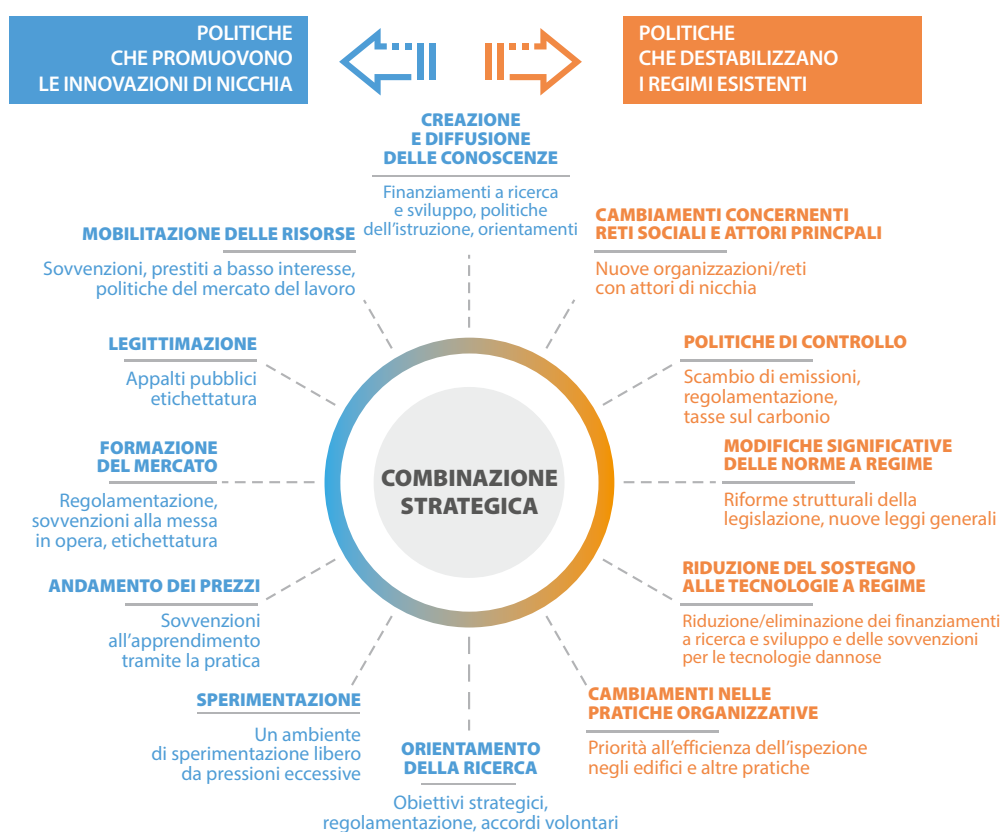 POLITICHE
CHE PROMUOVONO
LE INNOVAZIONI DI NICCHIA
POLITICHE
CHE DESTABILIZZANO
I REGIMI ESISTENTI
CREAZIONE
E DIFFUSIONE
DELLE CONOSCENZE
Finanziamenti a ricerca
e sviluppo, politiche
dell'istruzione, orientamenti
MOBILITAZIONE DELLE RISORSE
Sovvenzioni, prestiti a basso interesse,
politiche del mercato del lavoro
LEGITTIMAZIONE
Appalti pubblici
etichettatura
FORMAZIONE
DEL MERCATO
Regolamentazione,
sovvenzioni alla messa
in opera, etichettatura
ANDAMENTO DEI PREZZI
Sovvenzioni
all'apprendimento
tramite la pratica
SPERIMENTAZIONE
Un ambiente
di sperimentazione libero
da pressioni eccessive
ORIENTAMENTO
DELLA RICERCA
Obiettivi strategici,
regolamentazione, accordi volontari
COMBINAZIONE
STRATEGICA
CAMBIAMENTI CONCERNENTI
RETI SOCIALI E ATTORI PRINCPALI
Nuove organizzazioni/reti
con attori di nicchia
POLITICHE DI CONTROLLO
Scambio di emissioni,
regolamentazione,
tasse sul carbonio
MODIFICHE SIGNIFICATIVE
DELLE NORME A REGIME
Riforme strutturali della
legislazione, nuove leggi generali
RIDUZIONE DEL SOSTEGNO
ALLE TECNOLOGIE A REGIME
Riduzione/eliminazione dei finanziamenti
a ricerca e sviluppo e delle sovvenzioni
per le tecnologie dannose
CAMBIAMENTI NELLE
PRATICHE ORGANIZZATIVE
Priorità all'efficienza dell'ispezione
negli edifici e altre pratiche